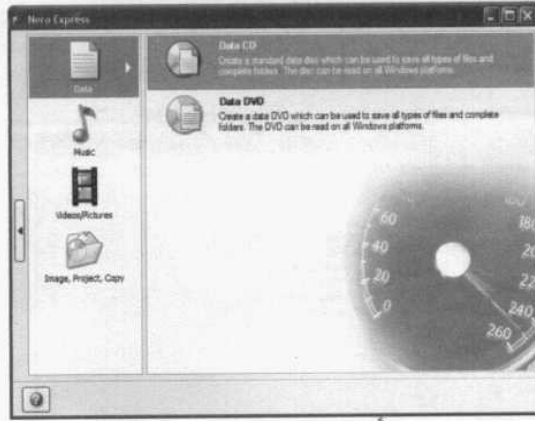 Nero Express
Data
Music
Videos/Pictures
Image, Project, Copy
Data CD
Create a standard data disc which can be used to save all types of files and
complete folders. The disc can be read on all Windows platforms.
Data DVD
Create a data DVD which can be used to save all types of files and complete
folders. The DVD can be read on all Windows platforms.
60
40
20
0
180
20
22
240
260